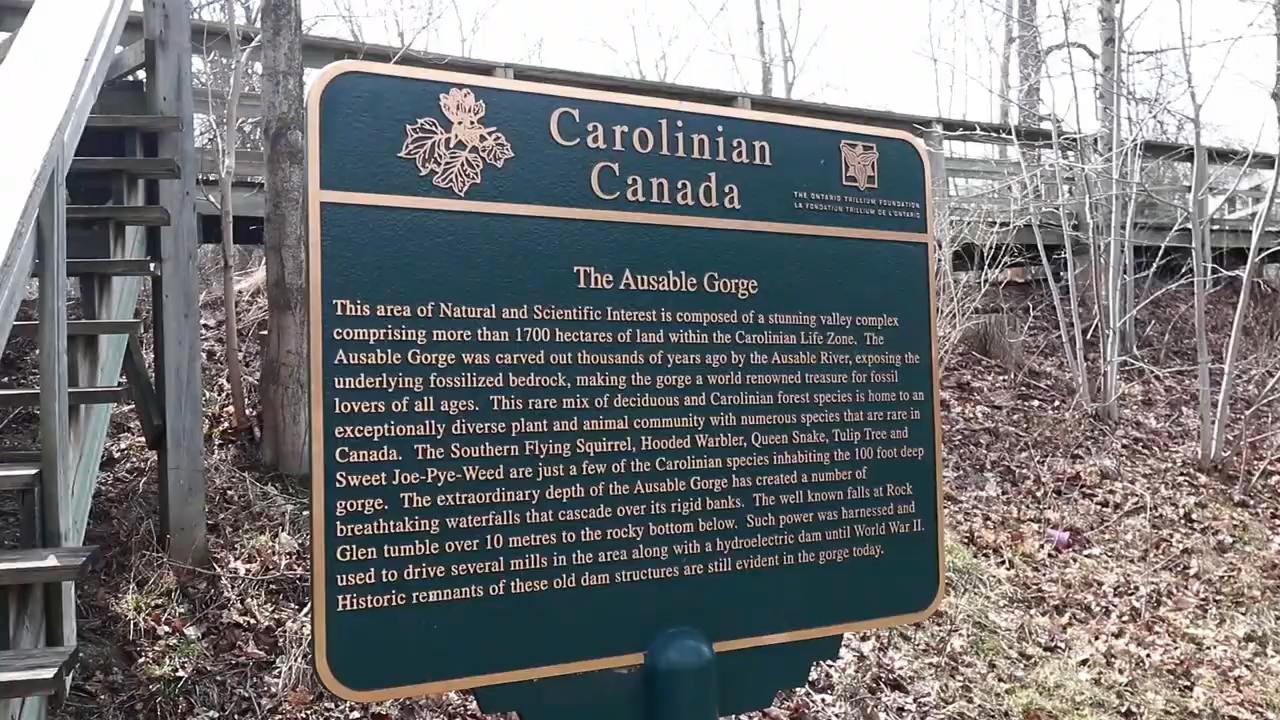 Carolinian
Canada
THE ONTARIO TRILLIUM FOUNDATION
LA FONDATION TRILLIUM DE L'ONTARIO
The Ausable Gorge
This area of Natural and Scientific Interest is composed of a stunning valley complex
comprising more than 1700 hectares of land within the Carolinian Life Zone. The
Ausable Gorge was carved out thousands of years ago by the Ausable River, exposing the
underlying fossilized bedrock, making the gorge a world renowned treasure for fossil
lovers of all ages. This rare mix of deciduous and Carolinian forest species is home to an
exceptionally diverse plant and animal community with numerous species that are rare in
Canada. The Southern Flying Squirrel, Hooded Warbler, Queen Snake, Tulip Tree and
Sweet Joe-Pye-Weed are just a few of the Carolinian species inhabiting the 100 foot deep
gorge. The extraordinary depth of the Ausable Gorge has created a number of
breathtaking waterfalls that cascade over its rigid banks. The well known falls at Rock
Glen tumble over 10 metres to the rocky bottom below. Such power was harnessed and
used to drive several mills in the area along with a hydroelectric dam until World War II.
Historic remnants of these old dam structures are still evident in the gorge today.